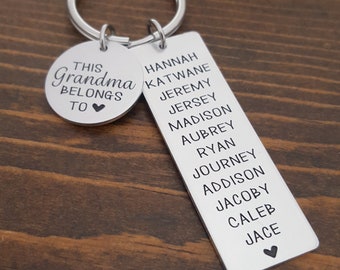 THIS
Grandma
BELONGS
TO ♥
HANNAH
KATWANE
JEREMY
JERSEY
MADISON
AUBREY
RYAN
JOURNEY
ADDISON
JACOBY
CALEB
JACE
♥